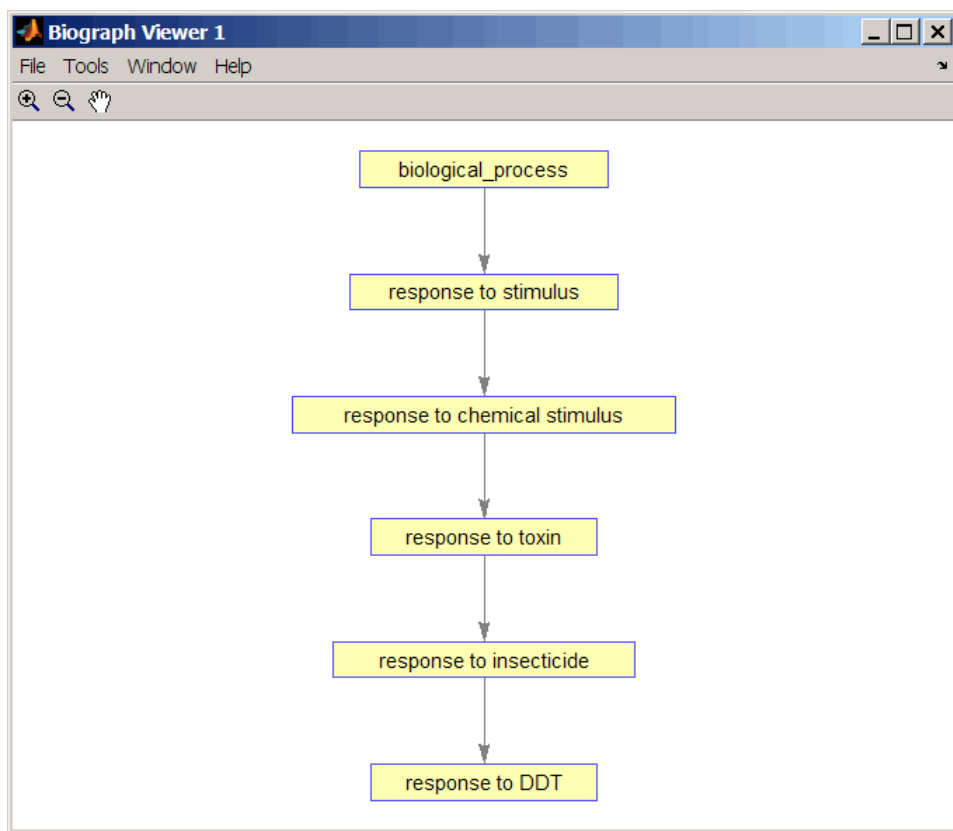 Biograph Viewer 1
File Tools Window Help
biological_process
response to stimulus
response to chemical stimulus
response to toxin
response to insecticide
response to DDT